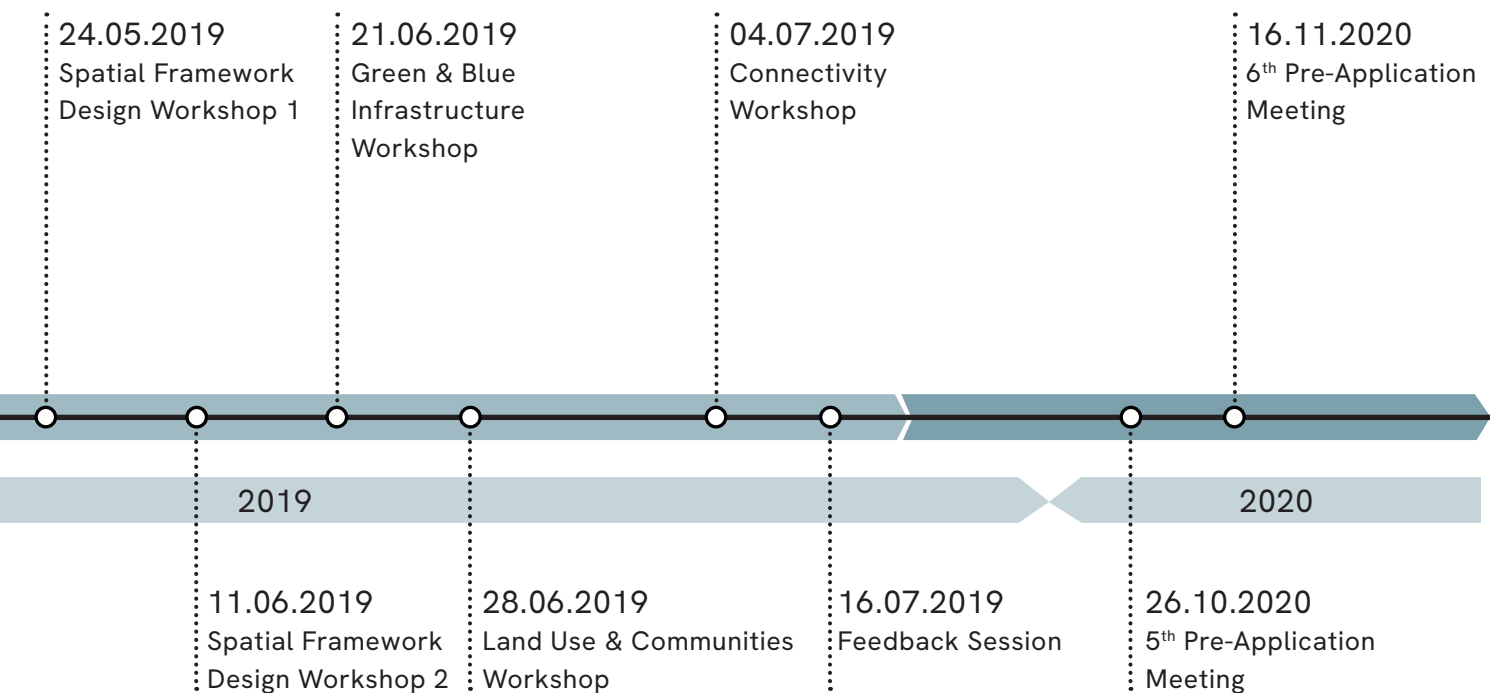 24.05.2019
Spatial Framework
Design Workshop 1
21.06.2019
Green & Blue
Infrastructure
Workshop
04.07.2019
Connectivity
Workshop
16.11.2020
6th Pre-Application
Meeting
2019
2020
11.06.2019
Spatial Framework
Design Workshop 2
28.06.2019
Land Use & Communities
Workshop
16.07.2019
Feedback Session
26.10.2020
5th Pre-Application
Meeting